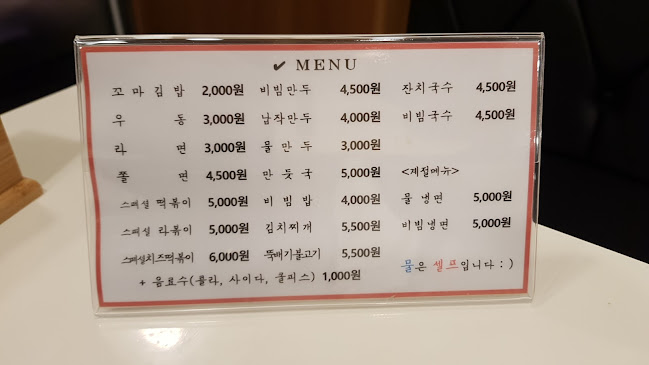 ✔ MENU
꼬마김밥 2,000원 비빔만두 4,500원 잔치국수 4,500원
우동 3,000원 납작만두 4,000원 비빔국수 4,500원
라면 3,000원 물만두 3,000원
쫄면 4,500원 만둣국 5,000원 <계절메뉴>
스페셜 떡볶이 5,000원 비빔밥 4,000원 물냉면 5,000원
스페셜 라볶이 5,000원 김치찌개 5,500원 비빔냉면 5,000원
스페셜치즈떡볶이 6,000원 뚝배기불고기 5,500원
+ 음료수(콜라, 사이다, 쿨피스) 1,000원
물은 셀프입니다 : )